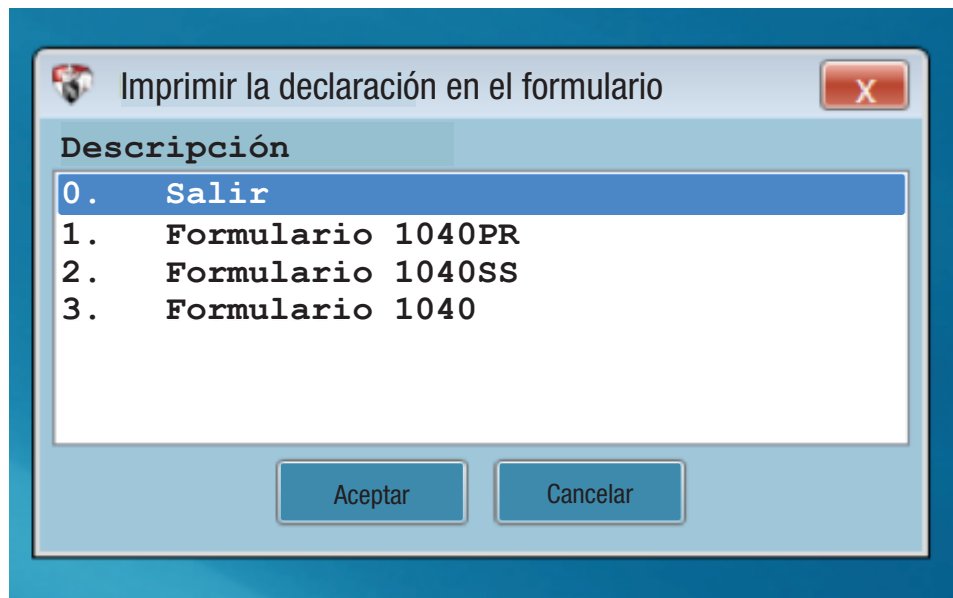 Imprimir la declaración en el formulario
X
Descripción
0. Salir
1. Formulario 1040PR
2. Formulario 1040SS
3. Formulario 1040
Aceptar Cancelar